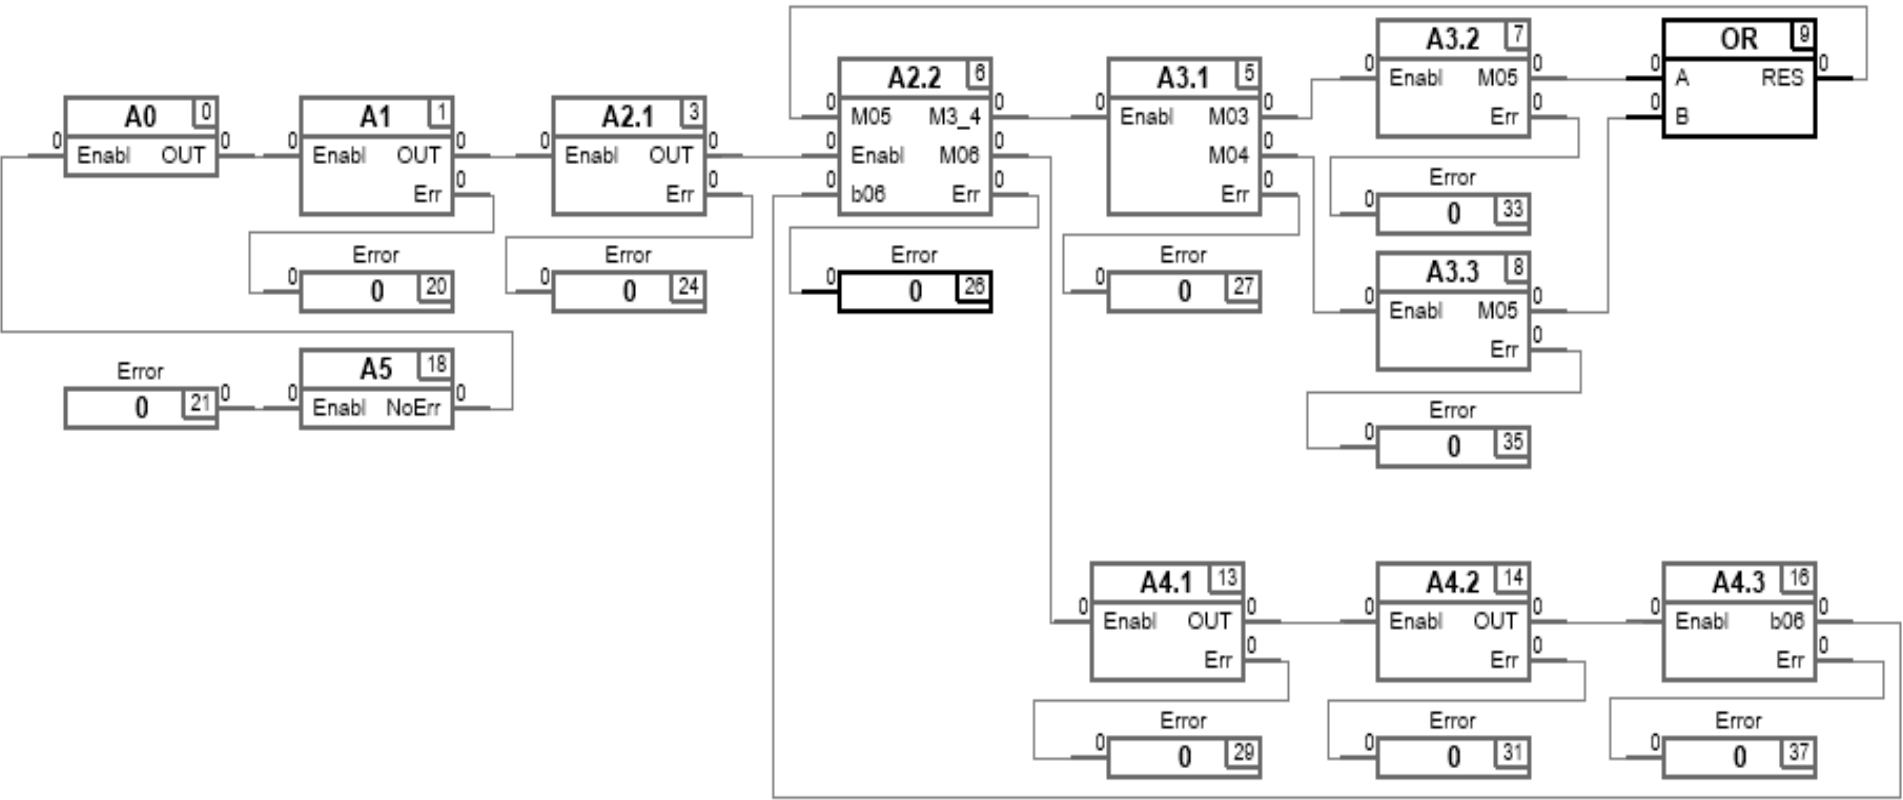 A0 0
0 Enabl OUT 0
A1 1
0 Enabl OUT 0
Err 0
Error
0 0 20
A2.1 3
0 Enabl OUT 0
Err 0
Error
0 0 24
A2.2 6
0 M05 M3_4 0
0 Enabl M06 0
0 b06 Err 0
Error
0 0 26
A3.1 5
0 Enabl M03 0
M04 0
Err 0
Error
0 0 27
A3.2 7
0 Enabl M05 0
Err 0
Error
0 0 33
OR 9
0 A RES 0
0 B
A3.3 8
0 Enabl M05 0
Err 0
Error
0 0 35
Error
0 21 0
A5 18
0 Enabl NoErr 0
A4.1 13
0 Enabl OUT 0
Err 0
Error
0 0 29
A4.2 14
0 Enabl OUT 0
Err 0
Error
0 0 31
A4.3 16
0 Enabl b06 0
Err 0
Error
0 0 37